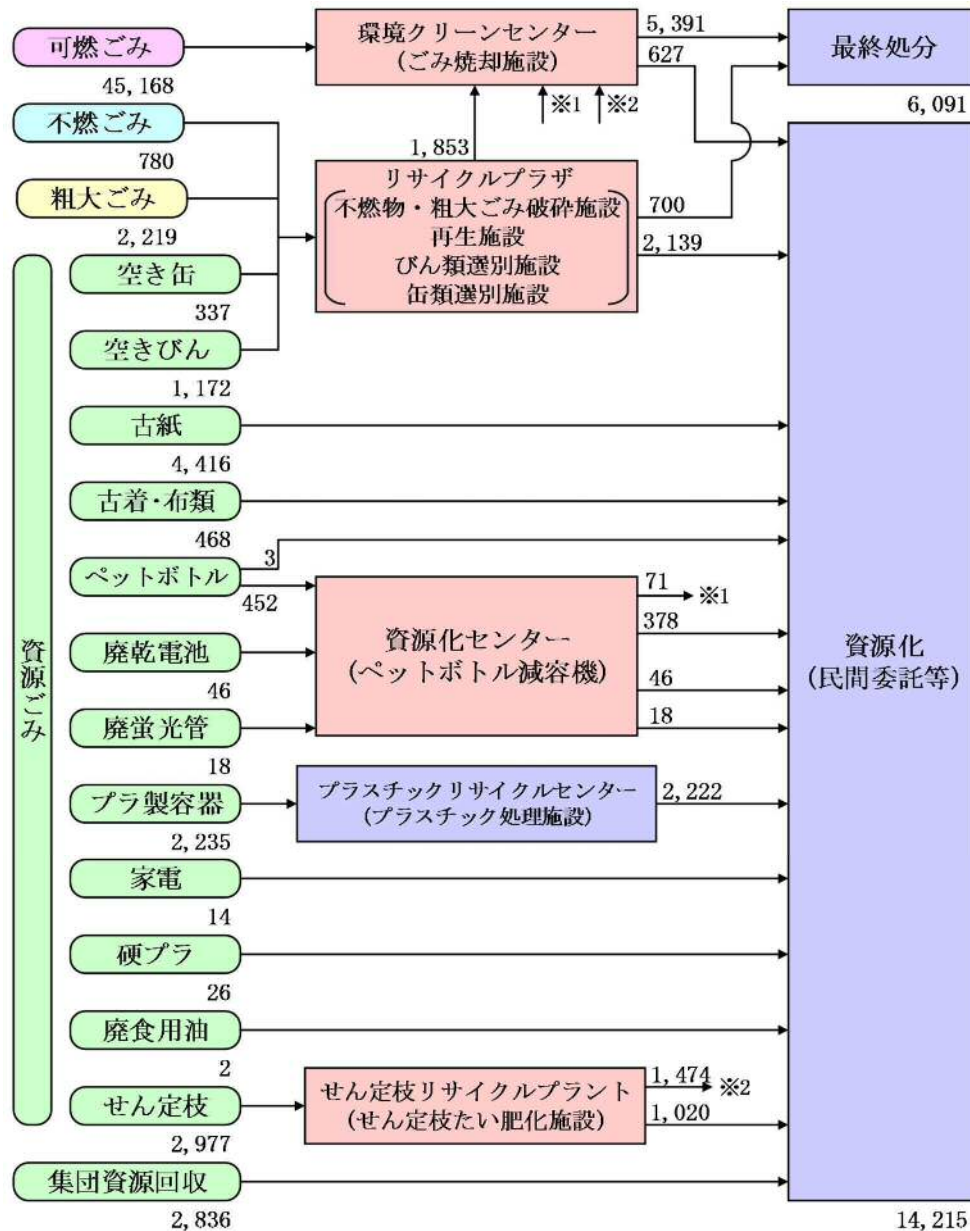 可燃ごみ
45,168
環境クリーンセンター
(ごみ焼却施設)
5,391
627
最終処分
6,091
※1
※2
不燃ごみ
780
粗大ごみ
2,219
1,853
リサイクルプラザ
不燃物・粗大ごみ破砕施設
再生施設
びん類選別施設
缶類選別施設
700
2,139
資源ごみ
空き缶
337
空きびん
1,172
古紙
4,416
古着・布類
468
ペットボトル
3
452
廃乾電池
46
廃蛍光管
18
資源化センター
(ペットボトル減容機)
71
※1
378
46
18
資源化
(民間委託等)
プラ製容器
2,235
プラスチックリサイクルセンター
(プラスチック処理施設)
2,222
家電
14
硬プラ
26
廃食用油
2
せん定枝
2,977
せん定枝リサイクルプラント
(せん定枝たい肥化施設)
1,474
※2
1,020
集団資源回収
2,836
14,215